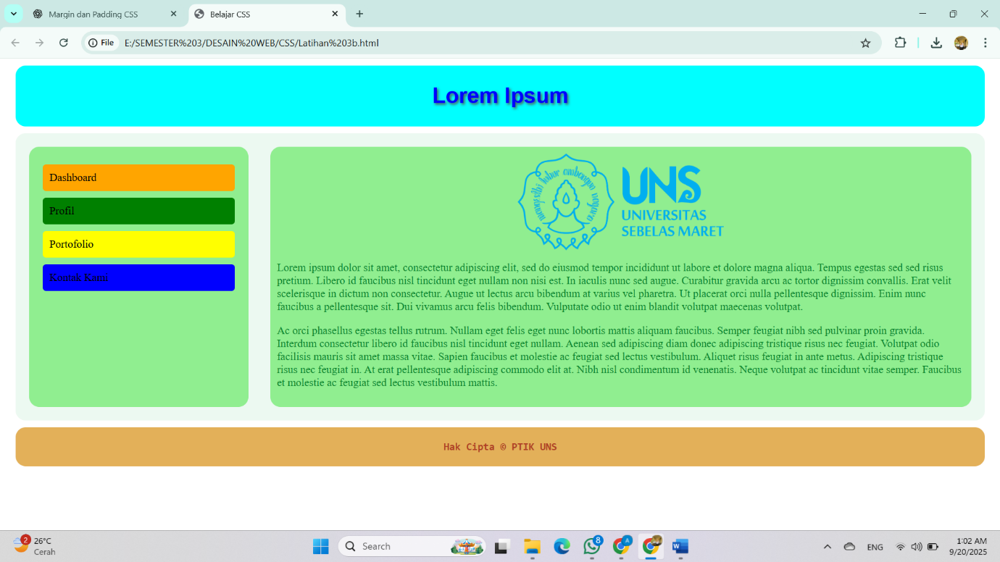 Margin dan Padding CSS
Belajar CSS
File
E:/SEMESTER%203/DESAIN%20WEB/CSS/Latihan%203b.html
Lorem Ipsum
Dashboard
Profil
Portofolio
Kontak Kami
UNS
UNIVERSITAS
SEBELAS MARET
Lorem ipsum dolor sit amet, consectetur adipiscing elit, sed do eiusmod tempor incididunt ut labore et dolore magna aliqua. Tempus egestas sed sed risus
pretium. Libero id faucibus nisl tincidunt eget nullam non nisi est. In iaculis nunc sed augue. Curabitur gravida arcu ac tortor dignissim convallis. Erat velit
scelerisque in dictum non consectetur. Augue ut lectus arcu bibendum at varius vel pharetra. Ut placerat orci nulla pellentesque dignissim. Enim nunc
faucibus a pellentesque sit. Dui vivamus arcu felis bibendum. Vulputate odio ut enim blandit volutpat maecenas volutpat.
Ac orci phasellus egestas tellus rutrum. Nullam eget felis eget nunc lobortis mattis aliquam faucibus. Semper feugiat nibh sed pulvinar proin gravida.
Interdum consectetur libero id faucibus nisl tincidunt eget nullam. Aenean sed adipiscing diam donec adipiscing tristique risus nec feugiat. Volutpat odio
facilisis mauris sit amet massa vitae. Sapien faucibus et molestie ac feugiat sed lectus vestibulum. Aliquet risus feugiat in ante metus. Adipiscing tristique
risus nec feugiat in. At erat pellentesque adipiscing commodo elit at. Nibh nisl condimentum id venenatis. Neque volutpat ac tincidunt vitae semper. Faucibus
et molestie ac feugiat sed lectus vestibulum mattis.
Hak Cipta © PTIK UNS
2
26°C
Cerah
Search
8
A
ENG
1:02 AM
9/20/2025